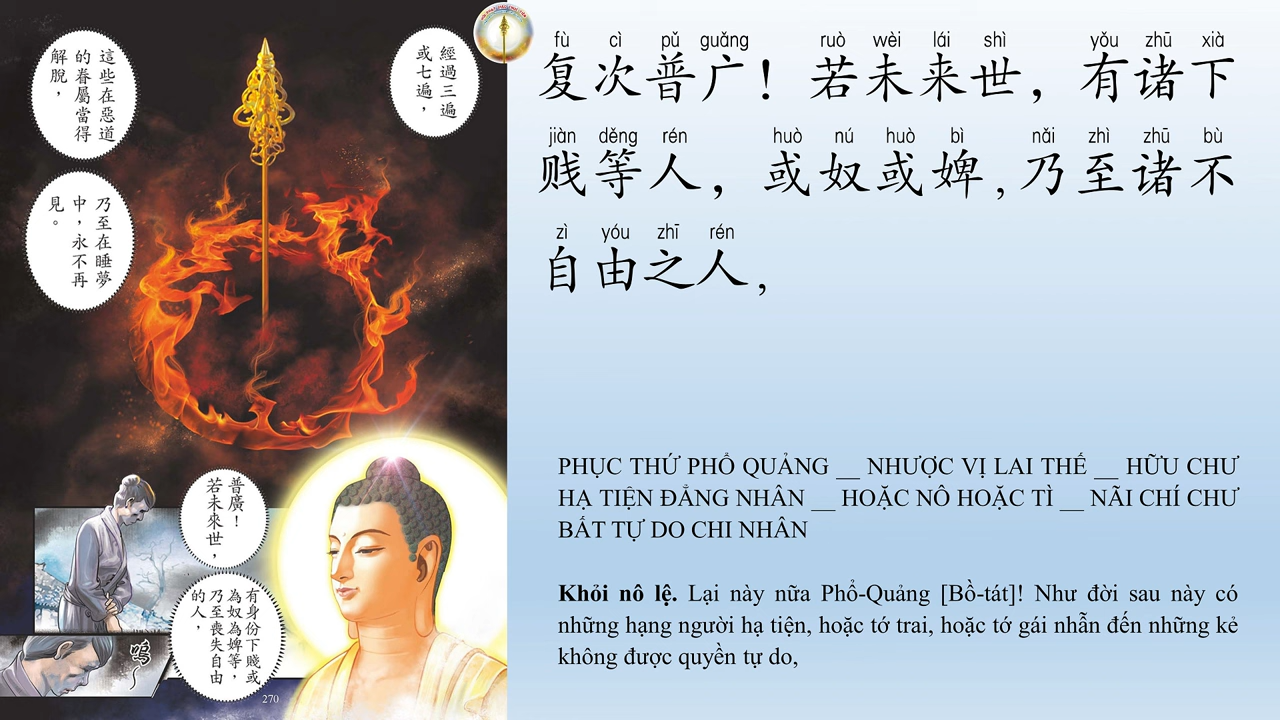 經過三遍
或七遍，
這些在惡道
的眷屬當得
解脫，
乃至在睡夢
中，永不再
見。
普廣！
若未來世，
有身份下賤或
為奴為婢等，
乃至喪失自由
的人，
嗚～
270
fù cì pǔ guǎng ruò wèi lái shì yǒu zhū xià
复次普广！若未来世，有诸下
jiàn děng rén huò nú huò bì nǎi zhì zhū bù
贱等人，或奴或婢,乃至诸不
zì yóu zhī rén
自由之人，
PHỤC THỨ PHỔ QUẢNG __ NHƯỢC VỊ LAI THẾ __ HỮU CHƯ
HẠ TIỆN ĐẲNG NHÂN __ HOẶC NÔ HOẶC TÌ __ NÃI CHÍ CHƯ
BẤT TỰ DO CHI NHÂN
Khỏi nô lệ. Lại này nữa Phổ-Quảng [Bồ-tát]! Như đời sau này có
những hạng người hạ tiện, hoặc tớ trai, hoặc tớ gái nhẫn đến những kẻ
không được quyền tự do,